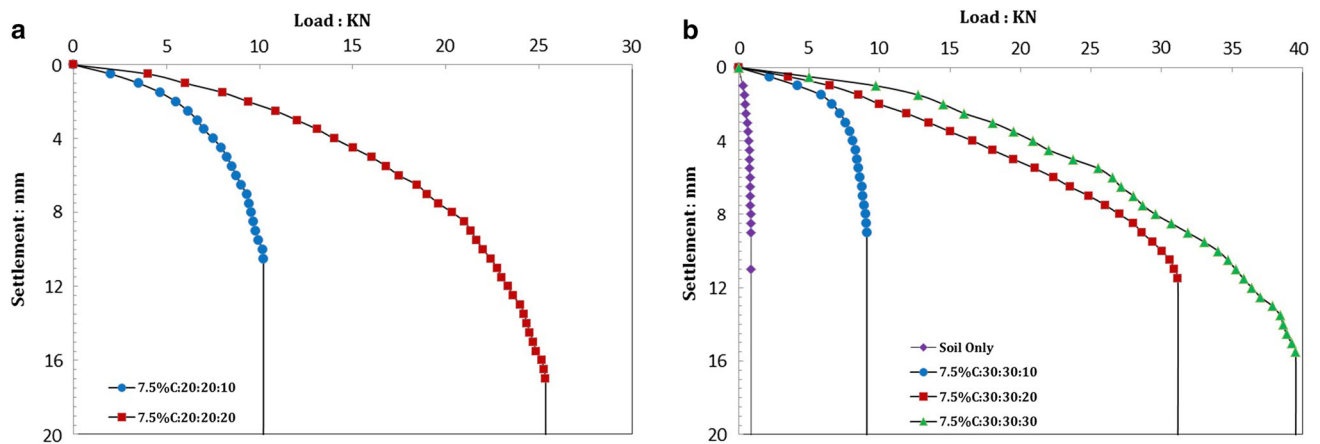 a
Load : KN
0 5 10 15 20 25 30
Settlement : mm
0
4
8
12
16
20
7.5%C:20:20:10
7.5%C:20:20:20
b
Load : KN
0 5 10 15 20 25 30 35 40
Settlement : mm
0
4
8
12
16
20
Soil Only
7.5%C:30:30:10
7.5%C:30:30:20
7.5%C:30:30:30